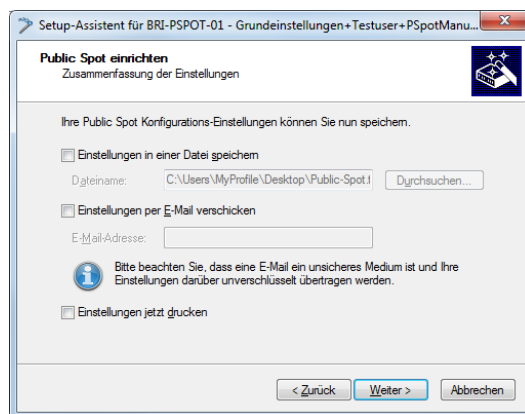 Setup-Assistent für BRI-PSPOT-01 - Grundeinstellungen+Testuser+PSpotManu...
Public Spot einrichten
Zusammenfassung der Einstellungen
Ihre Public Spot Konfigurations-Einstellungen können Sie nun speichern.
Einstellungen in einer Datei speichern
Dateiname: C:\Users\MyProfile\Desktop\Public-Spot.t Durchsuchen...
Einstellungen per E-Mail verschicken
E-Mail-Adresse:
Bitte beachten Sie, dass eine E-Mail ein unsicheres Medium ist und Ihre
Einstellungen darüber unverschlüsselt übertragen werden.
Einstellungen jetzt drucken
< Zurück Weiter > Abbrechen